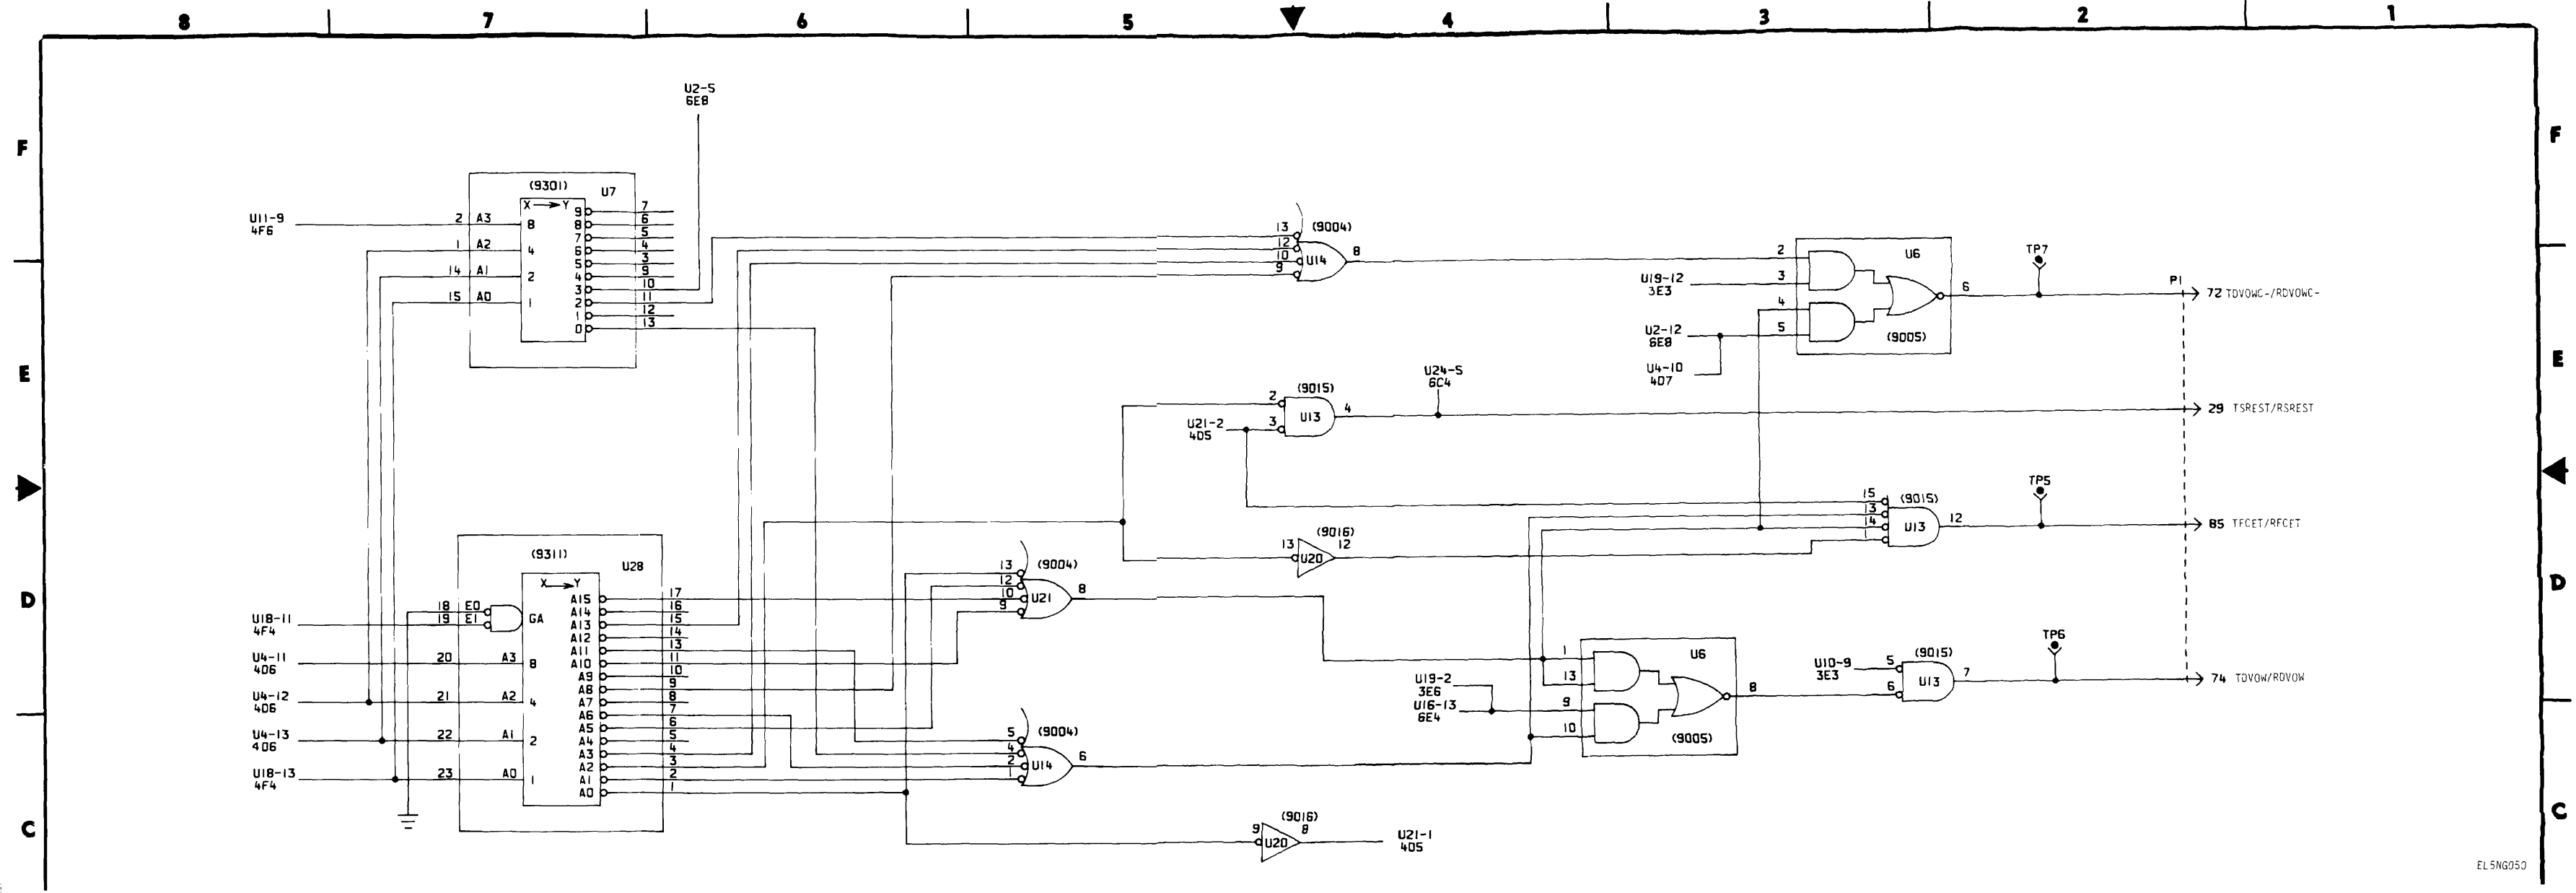 8 7 6 5 4 3 2 1
F F
E E
D D
C C
U2-5
6E8
(9301) U7
X → Y
U11-9
4F6
2 A3 8
1 A2 4
14 A1 2
15 A0 1
9 7
8 6
7 5
6 4
5 3
4 9
3 10
2 11
1 12
0 13
(9311)
U28
X → Y
18 E0
19 E1
GA
U18-11
4F4
U4-11
4D6
20 A3 8
U4-12
4D6
21 A2 4
U4-13
4D6
22 A1 2
U18-13
4F4
23 A0 1
A15 17
A14 16
A13 15
A12 14
A11 13
A10 11
A9 10
A8 9
A7 8
A6 7
A5 6
A4 5
A3 4
A2 3
A1 2
A0 1
13 (9004)
12
10 U14 8
9
13 (9004)
12
10 U21 8
9
5 (9004)
4
2 U14 6
1
(9015)
2
U13 4
3
U21-2
4D5
U24-5
6C4
(9016)
13 U20 12
(9016)
9 U20 8
U21-1
4D5
U6
2
3
4
5
6
(9005)
U19-12
3E3
U2-12
6E8
U4-10
4D7
TP7
P1
72 TDVOWC-/RDVOWC-
29 TSREST/RSREST
15 (9015)
13
14 U13 12
1
TP5
85 TFCET/RFCET
U6
1
13
9
10
8
(9005)
U19-2
3E6
U16-13
6E4
U10-9
3E3
5 (9015)
6 U13 7
TP6
74 TDVOW/RDVOW
EL5NG050